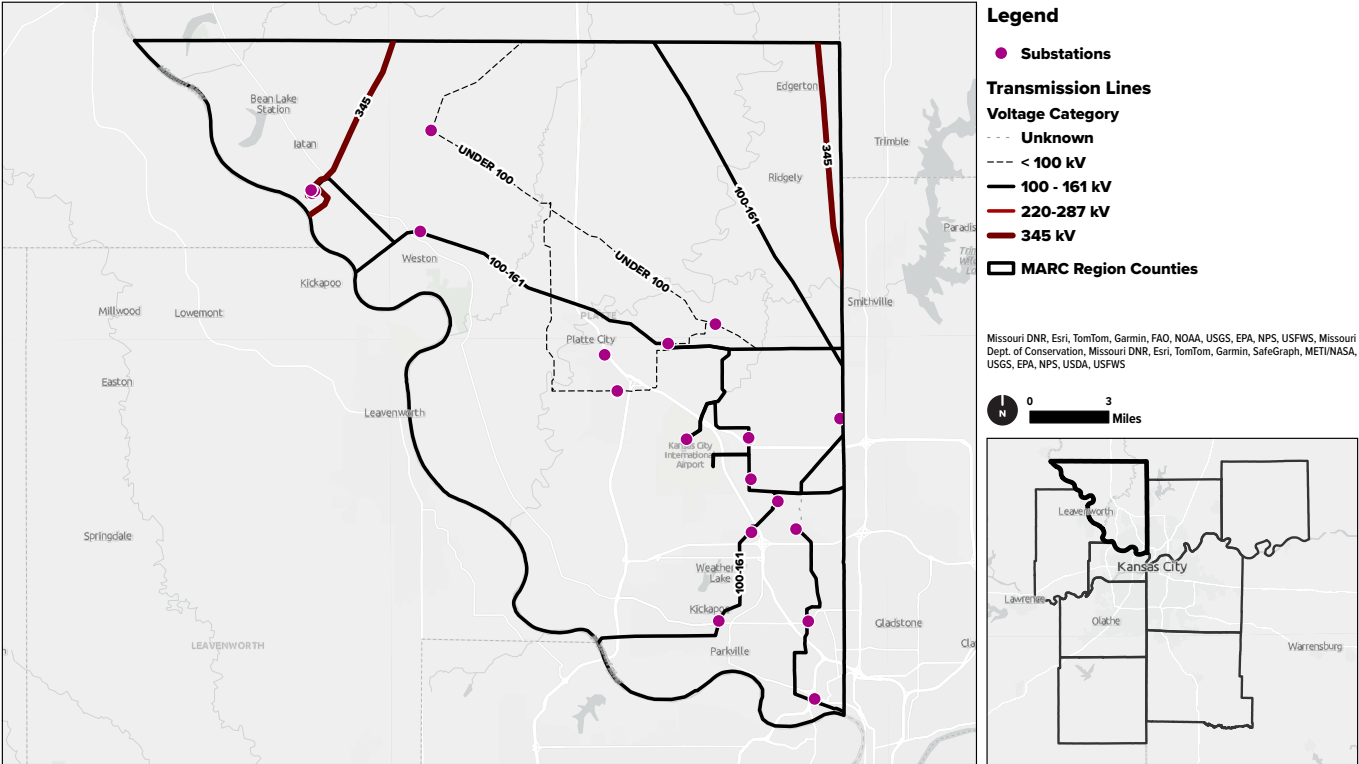 Bean Lake
Station
Iatan
345
UNDER 100
Edgerton
Trimble
345
Ridgely
100-161
Paradis
Weston
100-161
UNDER 100
Kickapoo
Smithville
Millwood
Lowemont
PLATTE
Platte City
Easton
Leavenworth
Kansas City
International
Airport
Springdale
Weather
Lake
100-161
Kickapoo
Gladstone
LEAVENWORTH
Parkville
Cla
Legend
Substations
Transmission Lines
Voltage Category
Unknown
< 100 kV
100 - 161 kV
220-287 kV
345 kV
MARC Region Counties
Missouri DNR, Esri, TomTom, Garmin, FAO, NOAA, USGS, EPA, NPS, USFWS, Missouri
Dept. of Conservation, Missouri DNR, Esri, TomTom, Garmin, SafeGraph, METI/NASA,
USGS, EPA, NPS, USDA, USFWS
N
0 3
Miles
Leavenworth
Kansas City
Lawrence
Olathe
Warrensburg